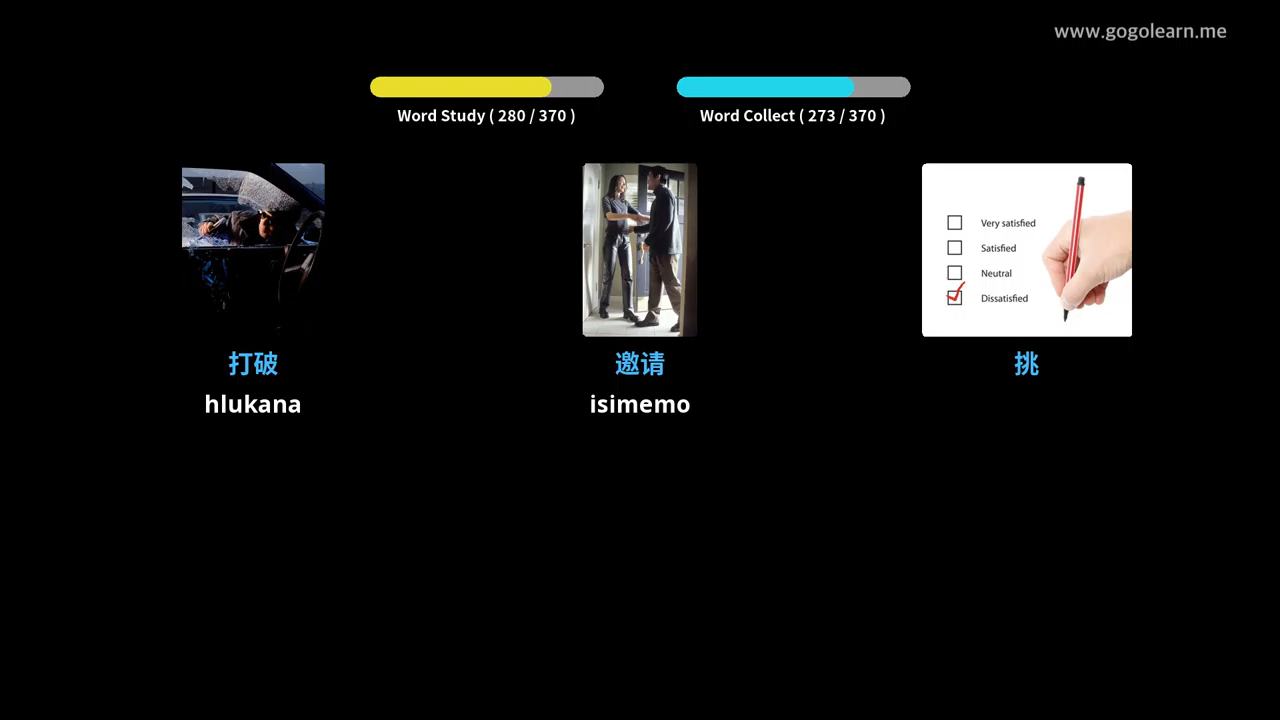 www.gogolearn.me
Word Study ( 280 / 370 )
Word Collect ( 273 / 370 )
Very satisfied
Satisfied
Neutral
Dissatisfied
打破
邀请
挑
hlukana
isimemo